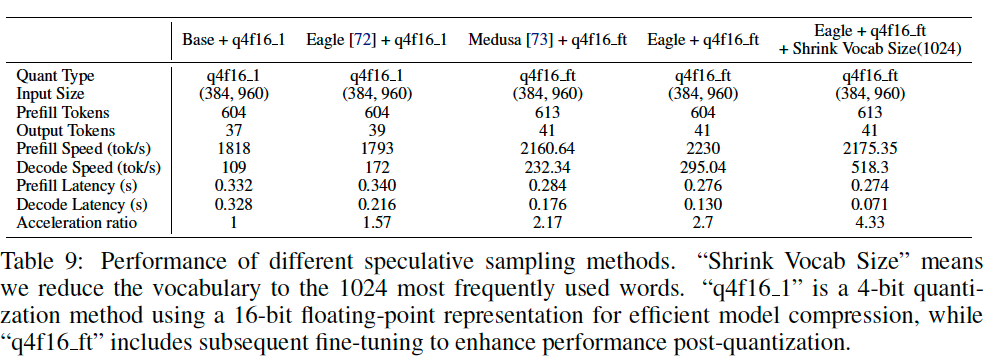 Base + q4f16_1 Eagle [72] + q4f16_1 Medusa [73] + q4f16_ft Eagle + q4f16_ft Eagle + q4f16_ft
+ Shrink Vocab Size(1024)
Quant Type q4f16_1 q4f16_1 q4f16_ft q4f16_ft q4f16_ft
Input Size (384, 960) (384, 960) (384, 960) (384, 960) (384, 960)
Prefill Tokens 604 604 613 604 613
Output Tokens 37 39 41 41 41
Prefill Speed (tok/s) 1818 1793 2160.64 2230 2175.35
Decode Speed (tok/s) 109 172 232.34 295.04 518.3
Prefill Latency (s) 0.332 0.340 0.284 0.276 0.274
Decode Latency (s) 0.328 0.216 0.176 0.130 0.071
Acceleration ratio 1 1.57 2.17 2.7 4.33
Table 9: Performance of different speculative sampling methods. “Shrink Vocab Size” means
we reduce the vocabulary to the 1024 most frequently used words. “q4f16_1” is a 4-bit quanti-
zation method using a 16-bit floating-point representation for efficient model compression, while
“q4f16_ft” includes subsequent fine-tuning to enhance performance post-quantization.